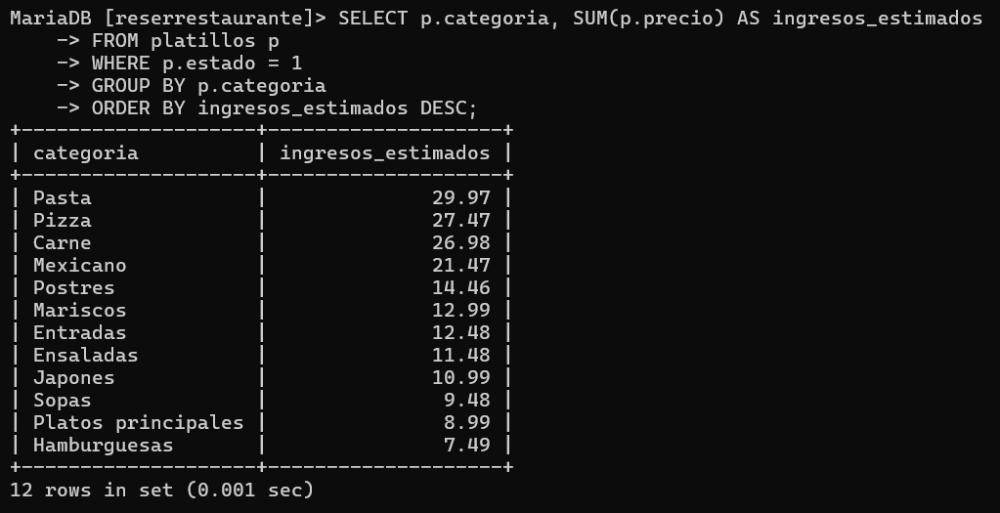 MariaDB [reserrestaurante]> SELECT p.categoria, SUM(p.precio) AS ingresos_estimados
    -> FROM platillos p
    -> WHERE p.estado = 1
    -> GROUP BY p.categoria
    -> ORDER BY ingresos_estimados DESC;
+--------------------+--------------------+
| categoria          | ingresos_estimados |
+--------------------+--------------------+
| Pasta              |              29.97 |
| Pizza              |              27.47 |
| Carne              |              26.98 |
| Mexicano           |              21.47 |
| Postres            |              14.46 |
| Mariscos           |              12.99 |
| Entradas           |              12.48 |
| Ensaladas          |              11.48 |
| Japones            |              10.99 |
| Sopas              |               9.48 |
| Platos principales |               8.99 |
| Hamburguesas       |               7.49 |
+--------------------+--------------------+
12 rows in set (0.001 sec)